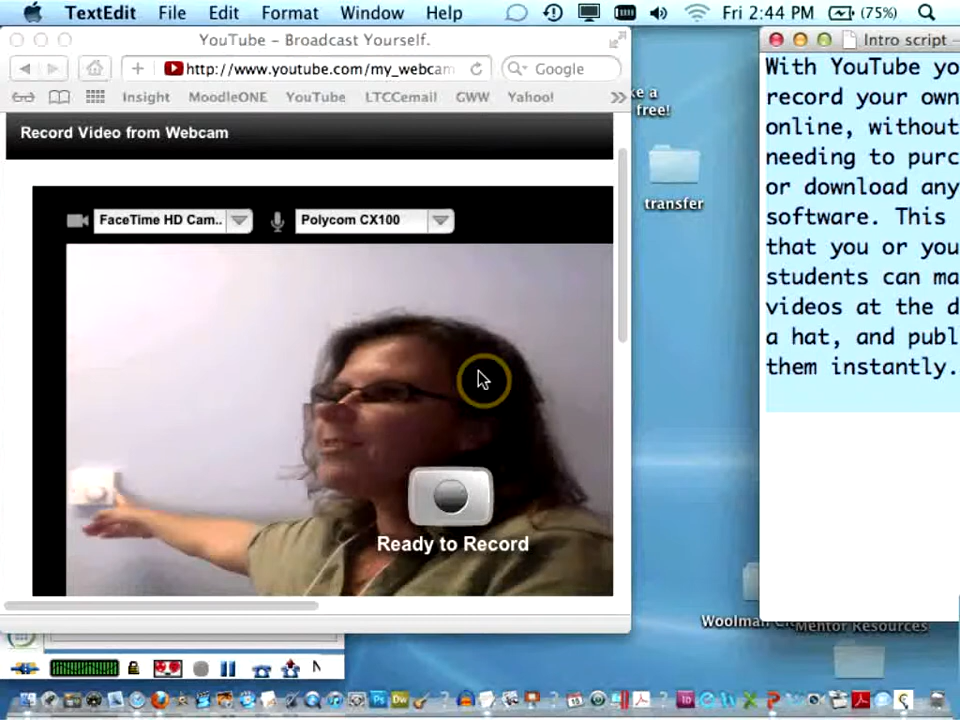 TextEdit File Edit Format Window Help Fri 2:44 PM (75%)
YouTube - Broadcast Yourself.
Intro script
http://www.youtube.com/my_webcam
Google
Insight MoodleONE YouTube LTCCemail GWW Yahoo!
Record Video from Webcam
FaceTime HD Cam.. Polycom CX100
Ready to Record
ke a
free!
transfer
With YouTube yo
record your own
online, without
needing to purc
or download any
software. This
that you or you
students can ma
videos at the d
a hat, and publ
them instantly.
Woolman
Mentor Resources